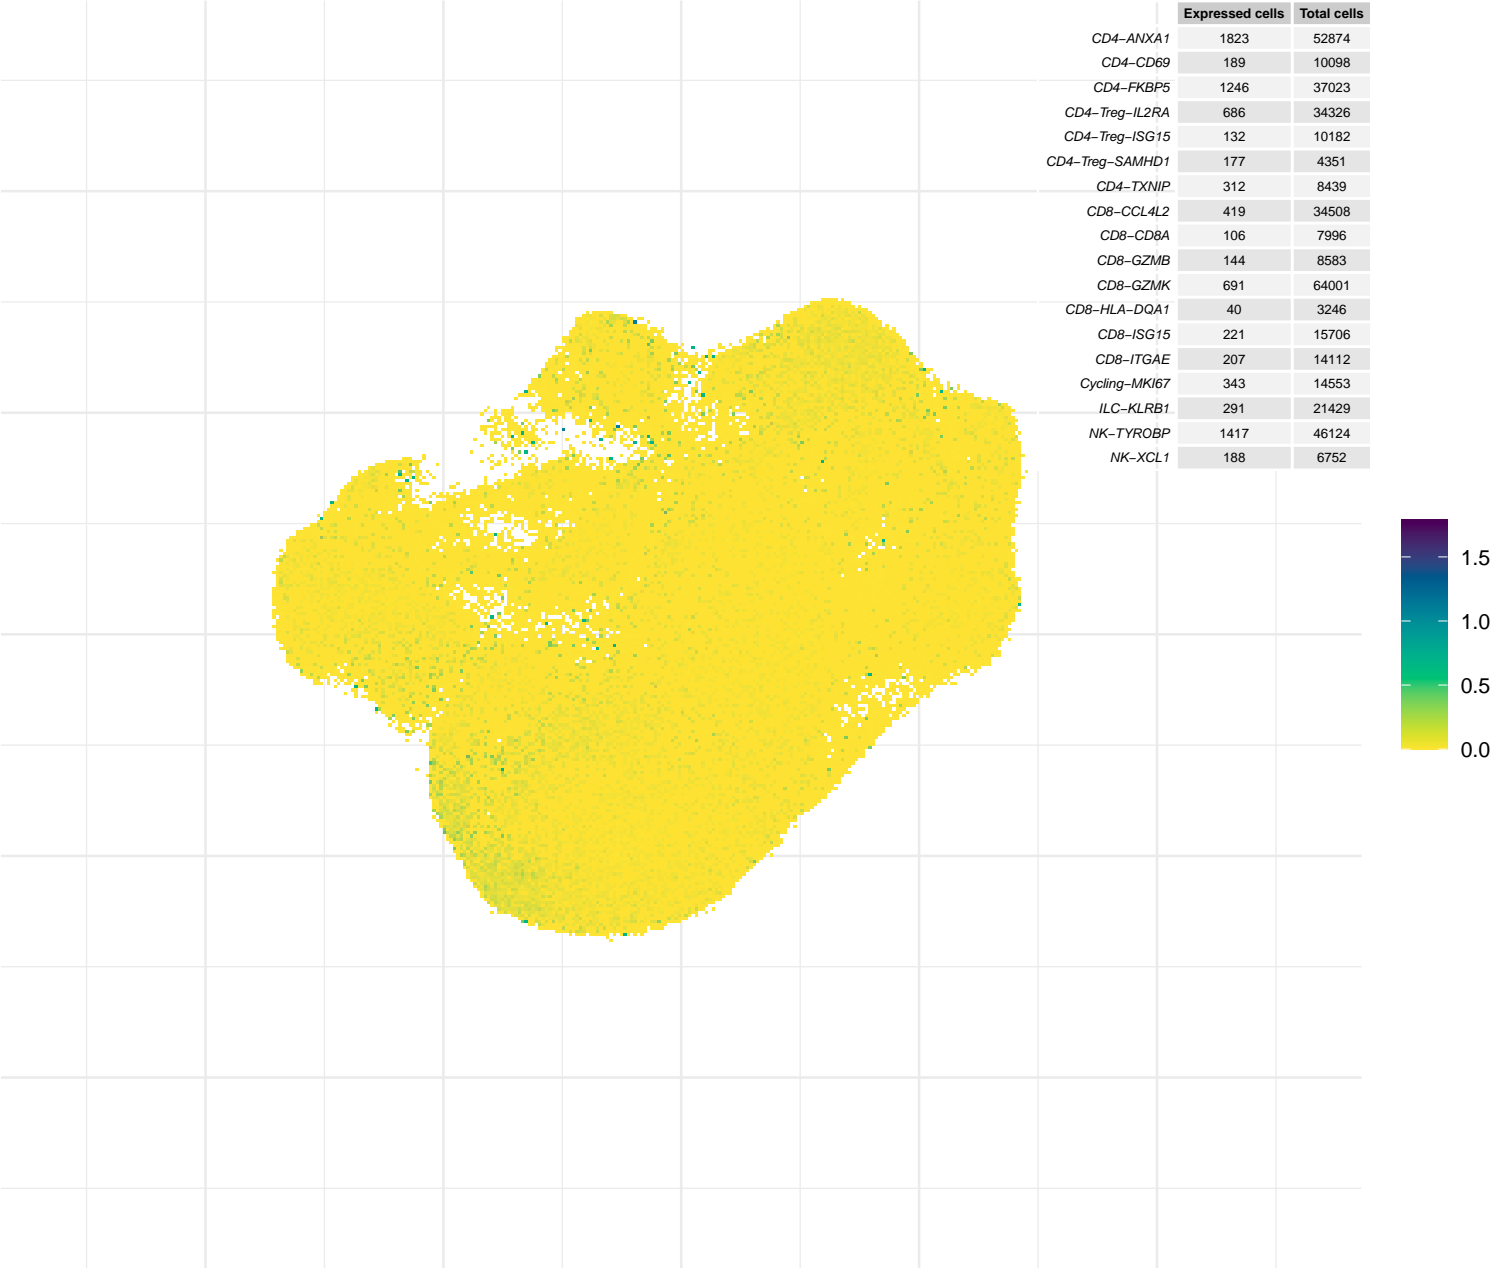 Expressed cells Total cells
CD4−ANXA1 1823 52874
CD4−CD69 189 10098
CD4−FKBP5 1246 37023
CD4−Treg−IL2RA 686 34326
CD4−Treg−ISG15 132 10182
CD4−Treg−SAMHD1 177 4351
CD4−TXNIP 312 8439
CD8−CCL4L2 419 34508
CD8−CD8A 106 7996
CD8−GZMB 144 8583
CD8−GZMK 691 64001
CD8−HLA−DQA1 40 3246
CD8−ISG15 221 15706
CD8−ITGAE 207 14112
Cycling−MKI67 343 14553
ILC−KLRB1 291 21429
NK−TYROBP 1417 46124
NK−XCL1 188 6752
1.5
1.0
0.5
0.0